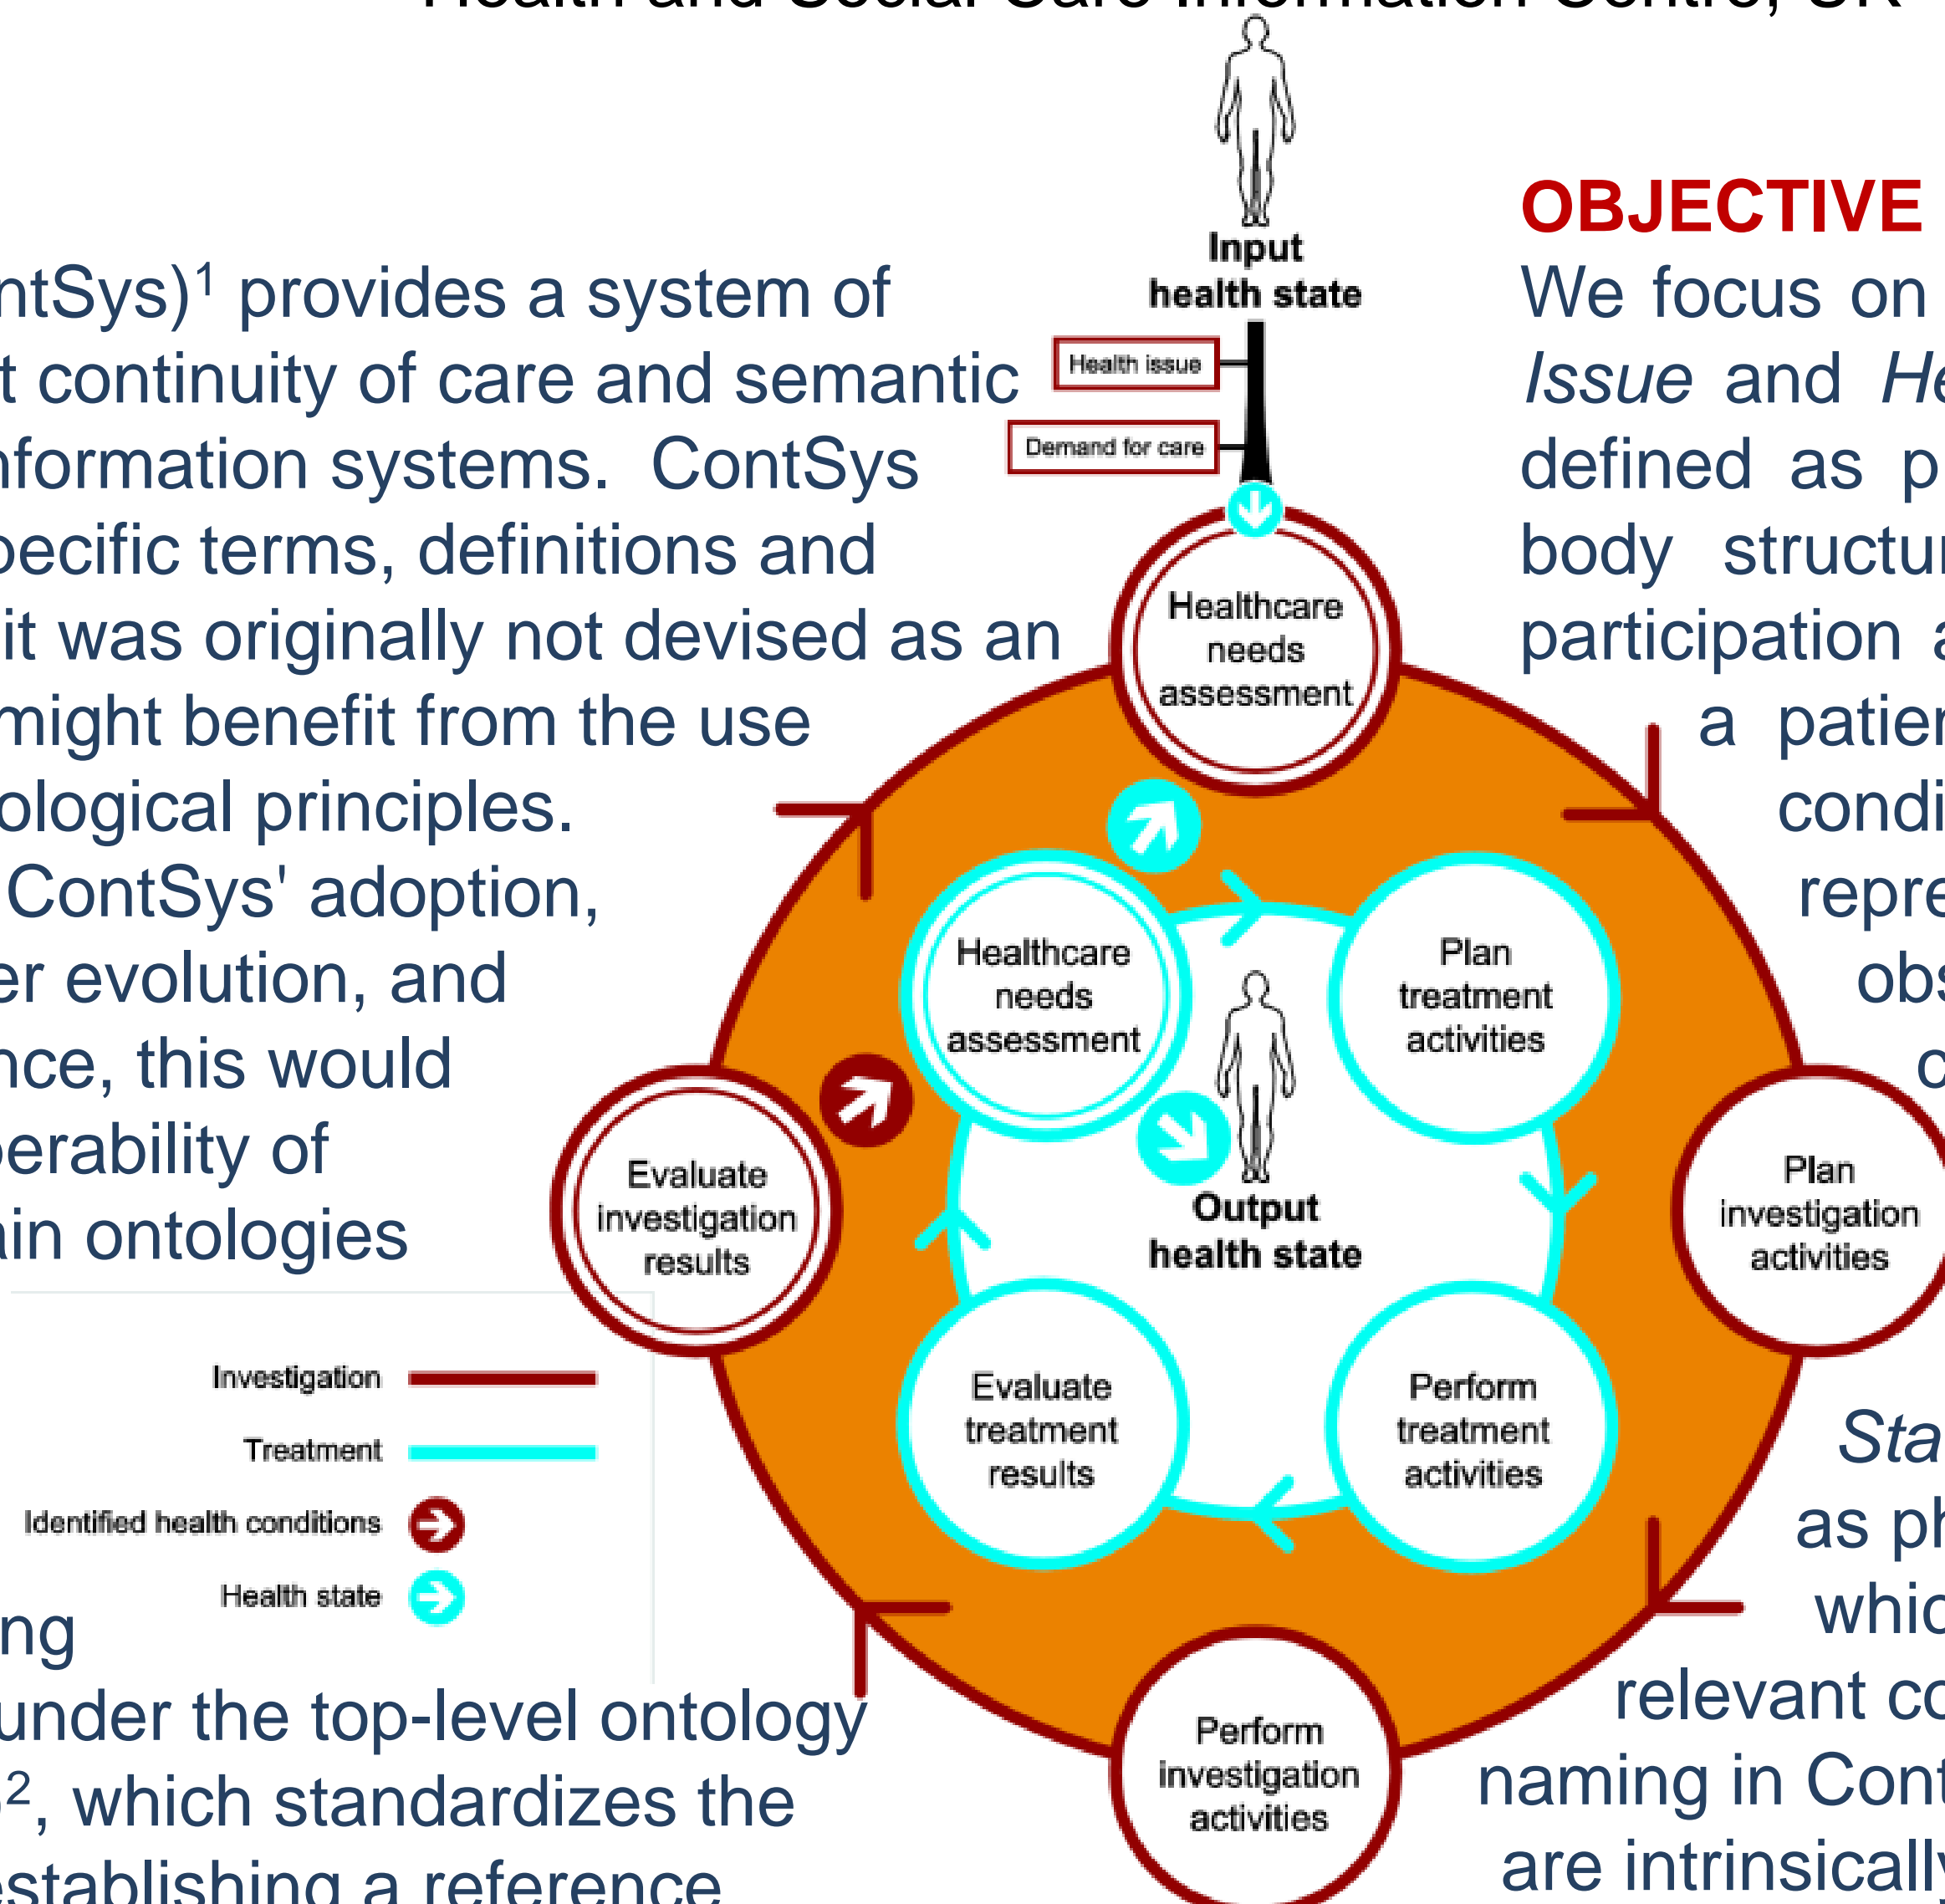 Health and Social Care Information Centre, UK
ContSys)¹ provides a system of
continuity of care and semantic
information systems.  ContSys
specific terms, definitions and
it was originally not devised as an
might benefit from the use
ological principles.
ContSys' adoption,
er evolution, and
nce, this would
perability of
ain ontologies
ng
under the top-level ontology
², which standardizes the
establishing a reference
Input
health state
Health issue
Demand for care
Healthcare
needs
assessment
Healthcare
needs
assessment
Plan
treatment
activities
Output
health state
Evaluate
investigation
results
Plan
investigation
activities
Evaluate
treatment
results
Perform
treatment
activities
Perform
investigation
activities
Investigation
Treatment
Identified health conditions
Health state
OBJECTIVE
We focus on
Issue and He
defined as p
body structur
participation a
a patien
condi
repre
obs
c
Sta
as ph
whic
relevant co
naming in Cont
are intrinsically